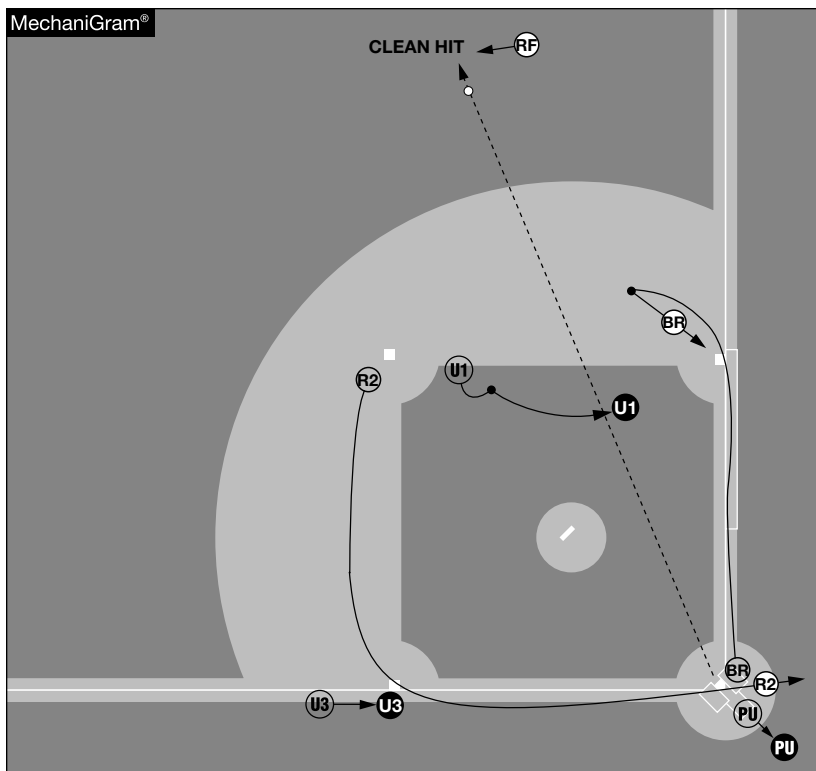 MechaniGram®
CLEAN HIT
RF
BR
R2
U1
U1
BR
R2
U3
U3
PU
PU